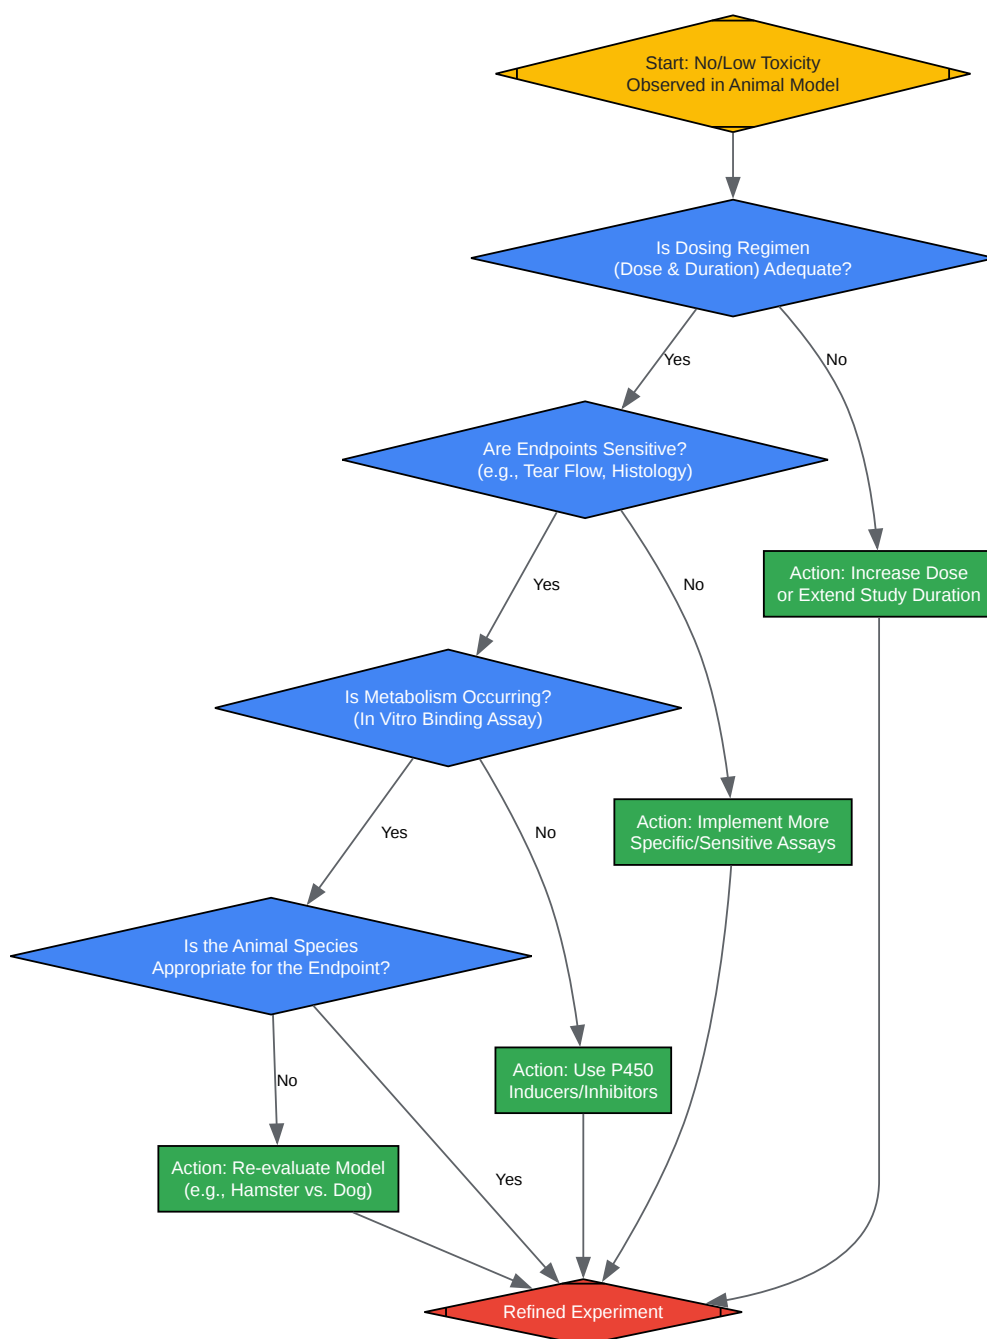 Start: No/Low Toxicity
Observed in Animal Model
Is Dosing Regimen
(Dose & Duration) Adequate?
Yes
No
Are Endpoints Sensitive?
(e.g., Tear Flow, Histology)
Action: Increase Dose
or Extend Study Duration
Yes
No
Is Metabolism Occurring?
(In Vitro Binding Assay)
Action: Implement More
Specific/Sensitive Assays
Yes
No
Is the Animal Species
Appropriate for the Endpoint?
Action: Use P450
Inducers/Inhibitors
No
Action: Re-evaluate Model
(e.g., Hamster vs. Dog)
Yes
Refined Experiment